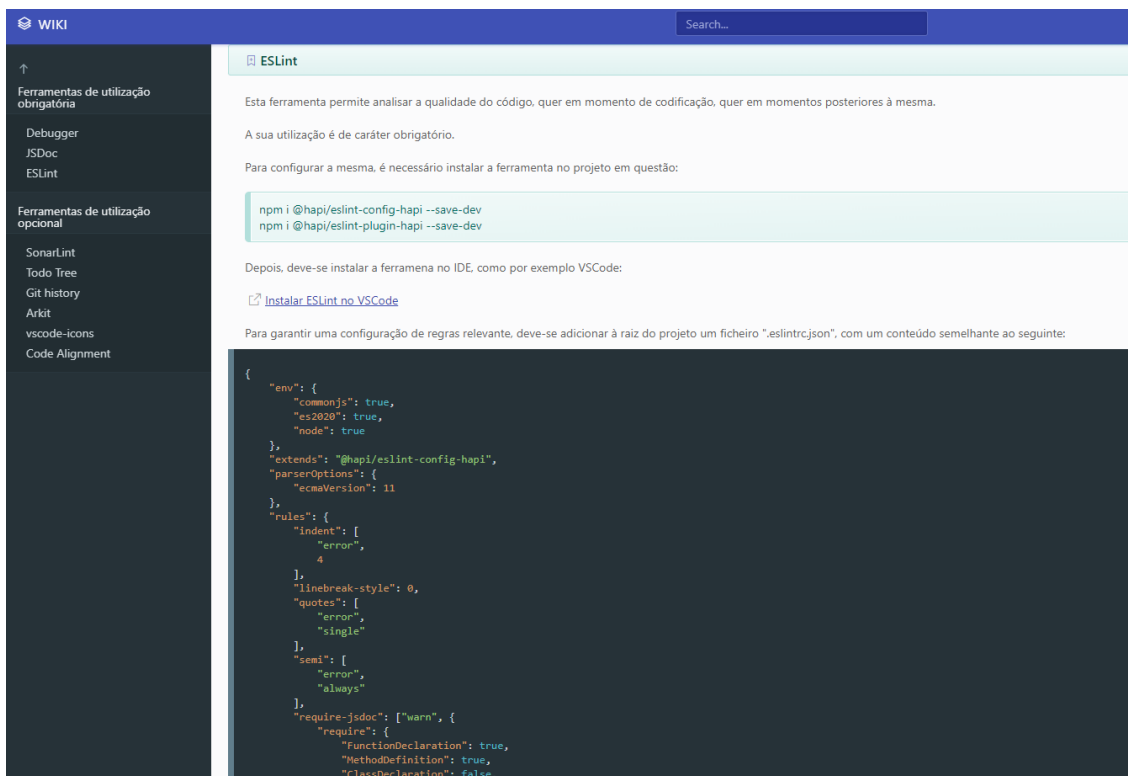 WIKI
Search...
Ferramentas de utilização
obrigatória
Debugger
JSDoc
ESLint
Ferramentas de utilização
opcional
SonarLint
Todo Tree
Git history
Arkit
vscode-icons
Code Alignment
ESLint
Esta ferramenta permite analisar a qualidade do código, quer em momento de codificação, quer em momentos posteriores à mesma.
A sua utilização é de caráter obrigatório.
Para configurar a mesma, é necessário instalar a ferramenta no projeto em questão:
npm i @hapi/eslint-config-hapi --save-dev
npm i @hapi/eslint-plugin-hapi --save-dev
Depois, deve-se instalar a ferramena no IDE, como por exemplo VSCode:
Instalar ESLint no VSCode
Para garantir uma configuração de regras relevante, deve-se adicionar à raiz do projeto um ficheiro ".eslintrc.json", com um conteúdo semelhante ao seguinte:
{
    "env": {
        "commonjs": true,
        "es2020": true,
        "node": true
    },
    "extends": "@hapi/eslint-config-hapi",
    "parserOptions": {
        "ecmaVersion": 11
    },
    "rules": {
        "indent": [
            "error",
            4
        ],
        "linebreak-style": 0,
        "quotes": [
            "error",
            "single"
        ],
        "semi": [
            "error",
            "always"
        ],
        "require-jsdoc": ["warn", {
            "require": {
                "FunctionDeclaration": true,
                "MethodDefinition": true,
                "ClassDeclaration": false